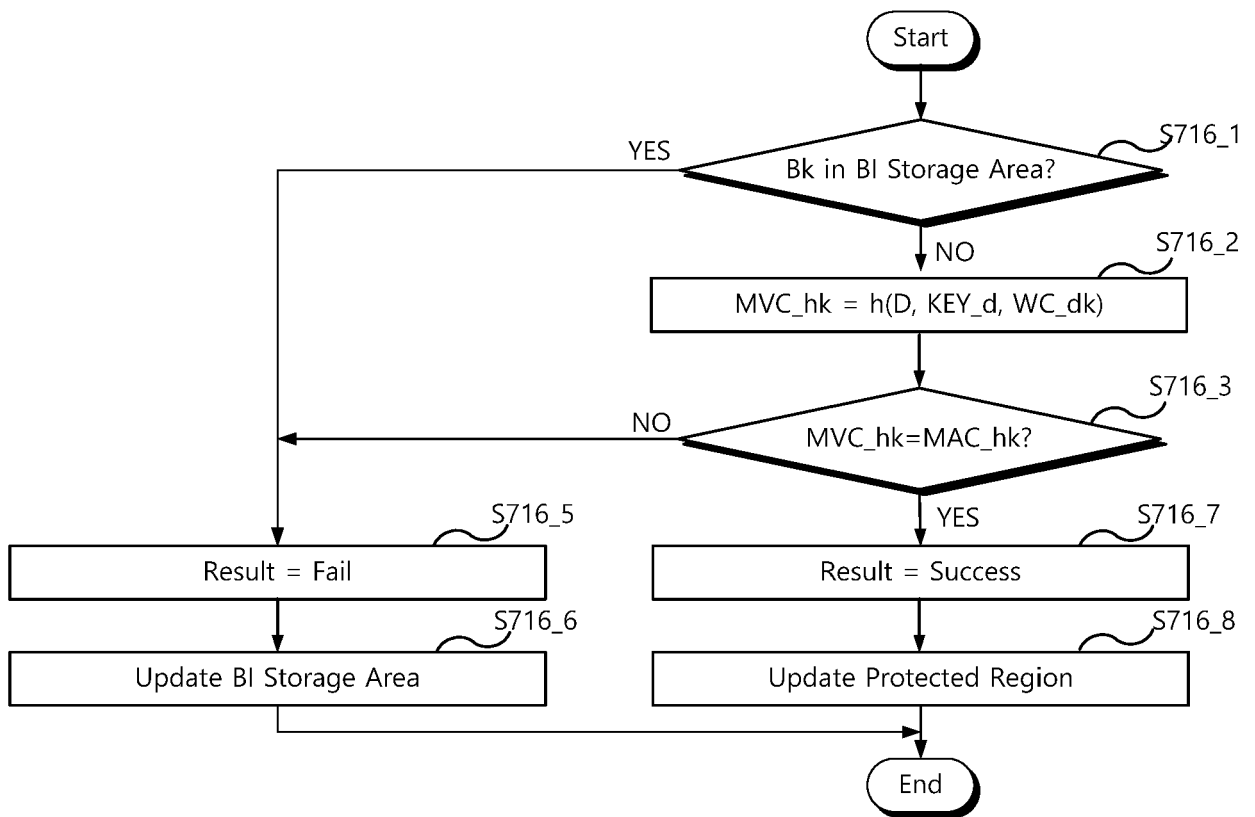 Start
S716_1
YES
Bk in BI Storage Area?
NO
S716_2
MVC_hk = h(D, KEY_d, WC_dk)
S716_3
NO
MVC_hk=MAC_hk?
YES
S716_5
S716_7
Result = Fail
Result = Success
S716_6
S716_8
Update BI Storage Area
Update Protected Region
End